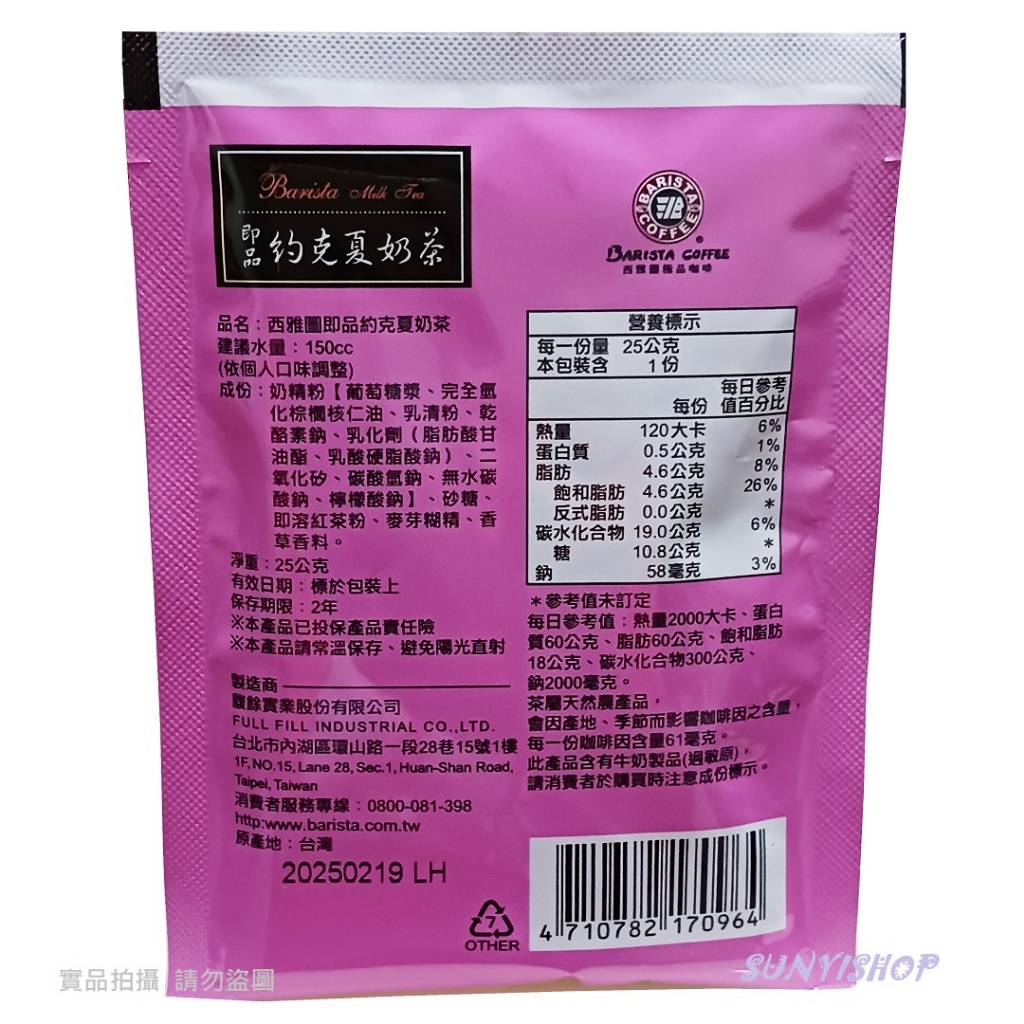 Barista Milk Tea
即品 約克夏奶茶
BARISTA COFFEE
BARISTA COFFEE ®
西雅圖極品咖啡
品名：西雅圖即品約克夏奶茶
建議水量：150cc
(依個人口味調整)
成份：奶精粉【葡萄糖漿、完全氫
化棕櫚核仁油、乳清粉、乾
酪素鈉、乳化劑（脂肪酸甘
油酯、乳酸硬脂酸鈉）、二
氧化矽、碳酸氫鈉、無水碳
酸鈉、檸檬酸鈉】、砂糖、
即溶紅茶粉、麥芽糊精、香
草香料。
淨重：25公克
有效日期：標於包裝上
保存期限：2年
※本產品已投保產品責任險
※本產品請常溫保存、避免陽光直射
製造商
馥餘實業股份有限公司
FULL FILL INDUSTRIAL CO.,LTD.
台北市內湖區環山路一段28巷15號1樓
1F, NO.15, Lane 28, Sec.1, Huan-Shan Road,
Taipei, Taiwan
消費者服務專線：0800-081-398
http:www.barista.com.tw
原產地：台灣
20250219 LH
營養標示
每一份量 25公克
本包裝含 1份
每份 每日參考值百分比
熱量 120大卡 6%
蛋白質 0.5公克 1%
脂肪 4.6公克 8%
飽和脂肪 4.6公克 26%
反式脂肪 0.0公克 *
碳水化合物 19.0公克 6%
糖 10.8公克 *
鈉 58毫克 3%
＊參考值未訂定
每日參考值：熱量2000大卡、蛋白
質60公克、脂肪60公克、飽和脂肪
18公克、碳水化合物300公克、
鈉2000毫克。
茶屬天然農產品，
會因產地、季節而影響咖啡因之含量，
每一份咖啡因含量61毫克。
此產品含有牛奶製品(過敏原)，
請消費者於購買時注意成份標示。
7
OTHER
4 710782 170964
實品拍攝 請勿盜圖
SUNYISHOP